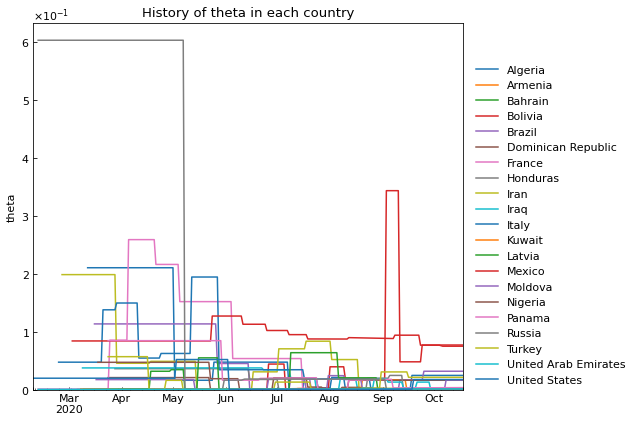 History of theta in each country
×10⁻¹
6
5
4
3
2
1
0
theta
Mar
2020
Apr
May
Jun
Jul
Aug
Sep
Oct
Algeria
Armenia
Bahrain
Bolivia
Brazil
Dominican Republic
France
Honduras
Iran
Iraq
Italy
Kuwait
Latvia
Mexico
Moldova
Nigeria
Panama
Russia
Turkey
United Arab Emirates
United States